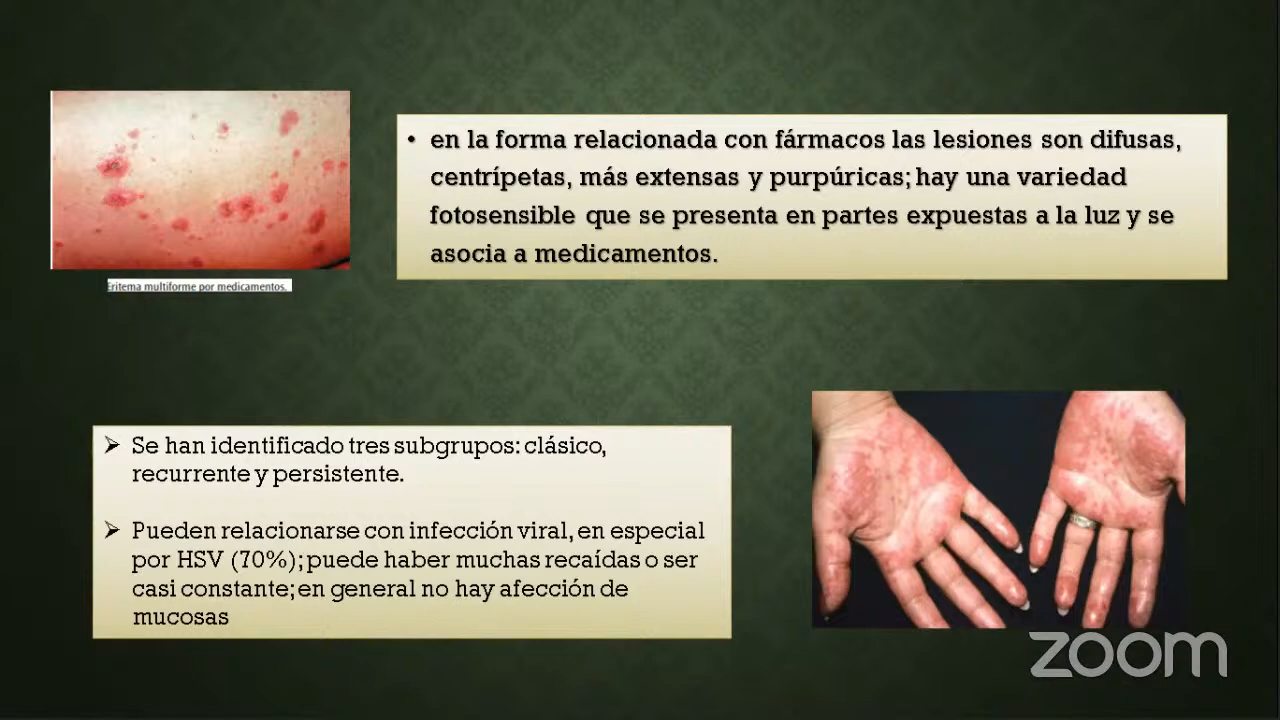 • en la forma relacionada con fármacos las lesiones son difusas,
centrípetas, más extensas y purpúricas; hay una variedad
fotosensible que se presenta en partes expuestas a la luz y se
asocia a medicamentos.
Eritema multiforme por medicamentos.
➢ Se han identificado tres subgrupos: clásico,
recurrente y persistente.
➢ Pueden relacionarse con infección viral, en especial
por HSV (70%); puede haber muchas recaídas o ser
casi constante; en general no hay afección de
mucosas
zoom